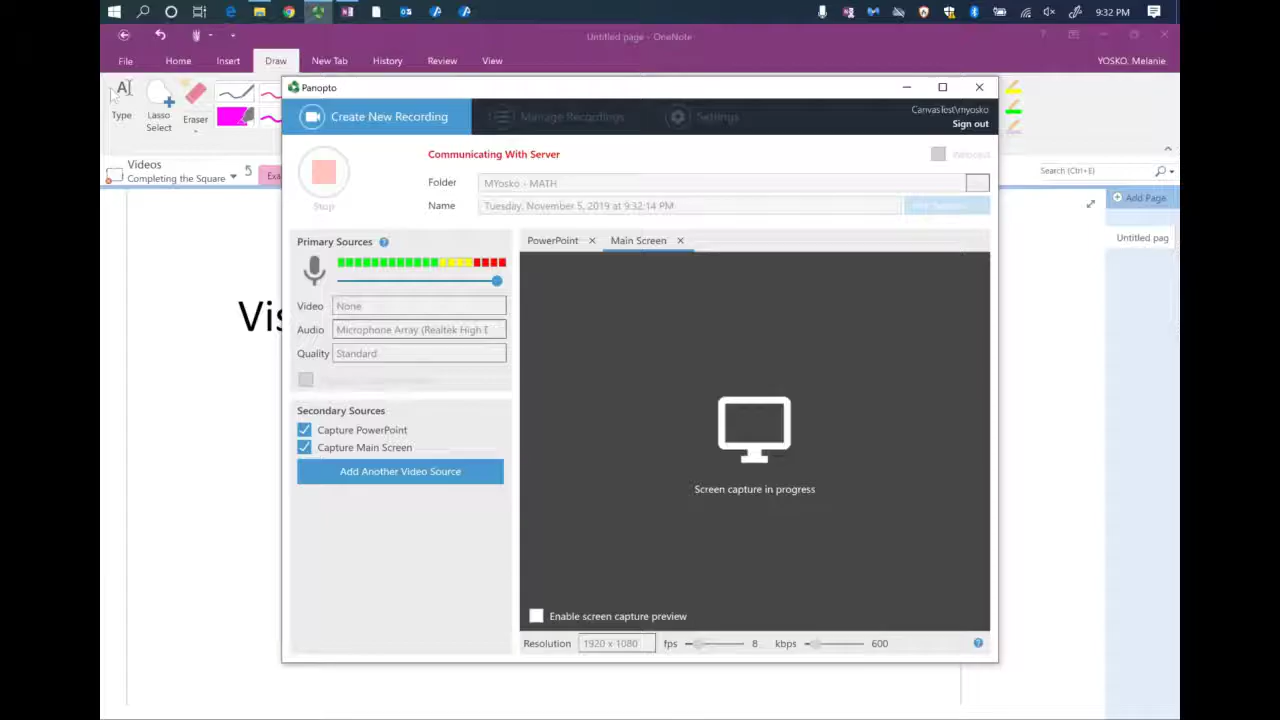 9:32 PM
Untitled page - OneNote
File Home Insert Draw New Tab History Review View YOSKO, Melanie
Type
Lasso Select
Eraser
Videos
Completing the Square
Exa
Search (Ctrl+E)
Add Page
Untitled pag
Vis
Panopto
Create New Recording Manage Recordings Settings
CanvasTest\myosko
Sign out
Communicating With Server
Webcast
Stop
Folder MYosko - MATH
Name Tuesday, November 5, 2019 at 9:32:14 PM
Primary Sources
Video None
Audio Microphone Array (Realtek High D
Quality Standard
Secondary Sources
Capture PowerPoint
Capture Main Screen
Add Another Video Source
PowerPoint Main Screen
Screen capture in progress
Enable screen capture preview
Resolution 1920 x 1080 fps 8 kbps 600